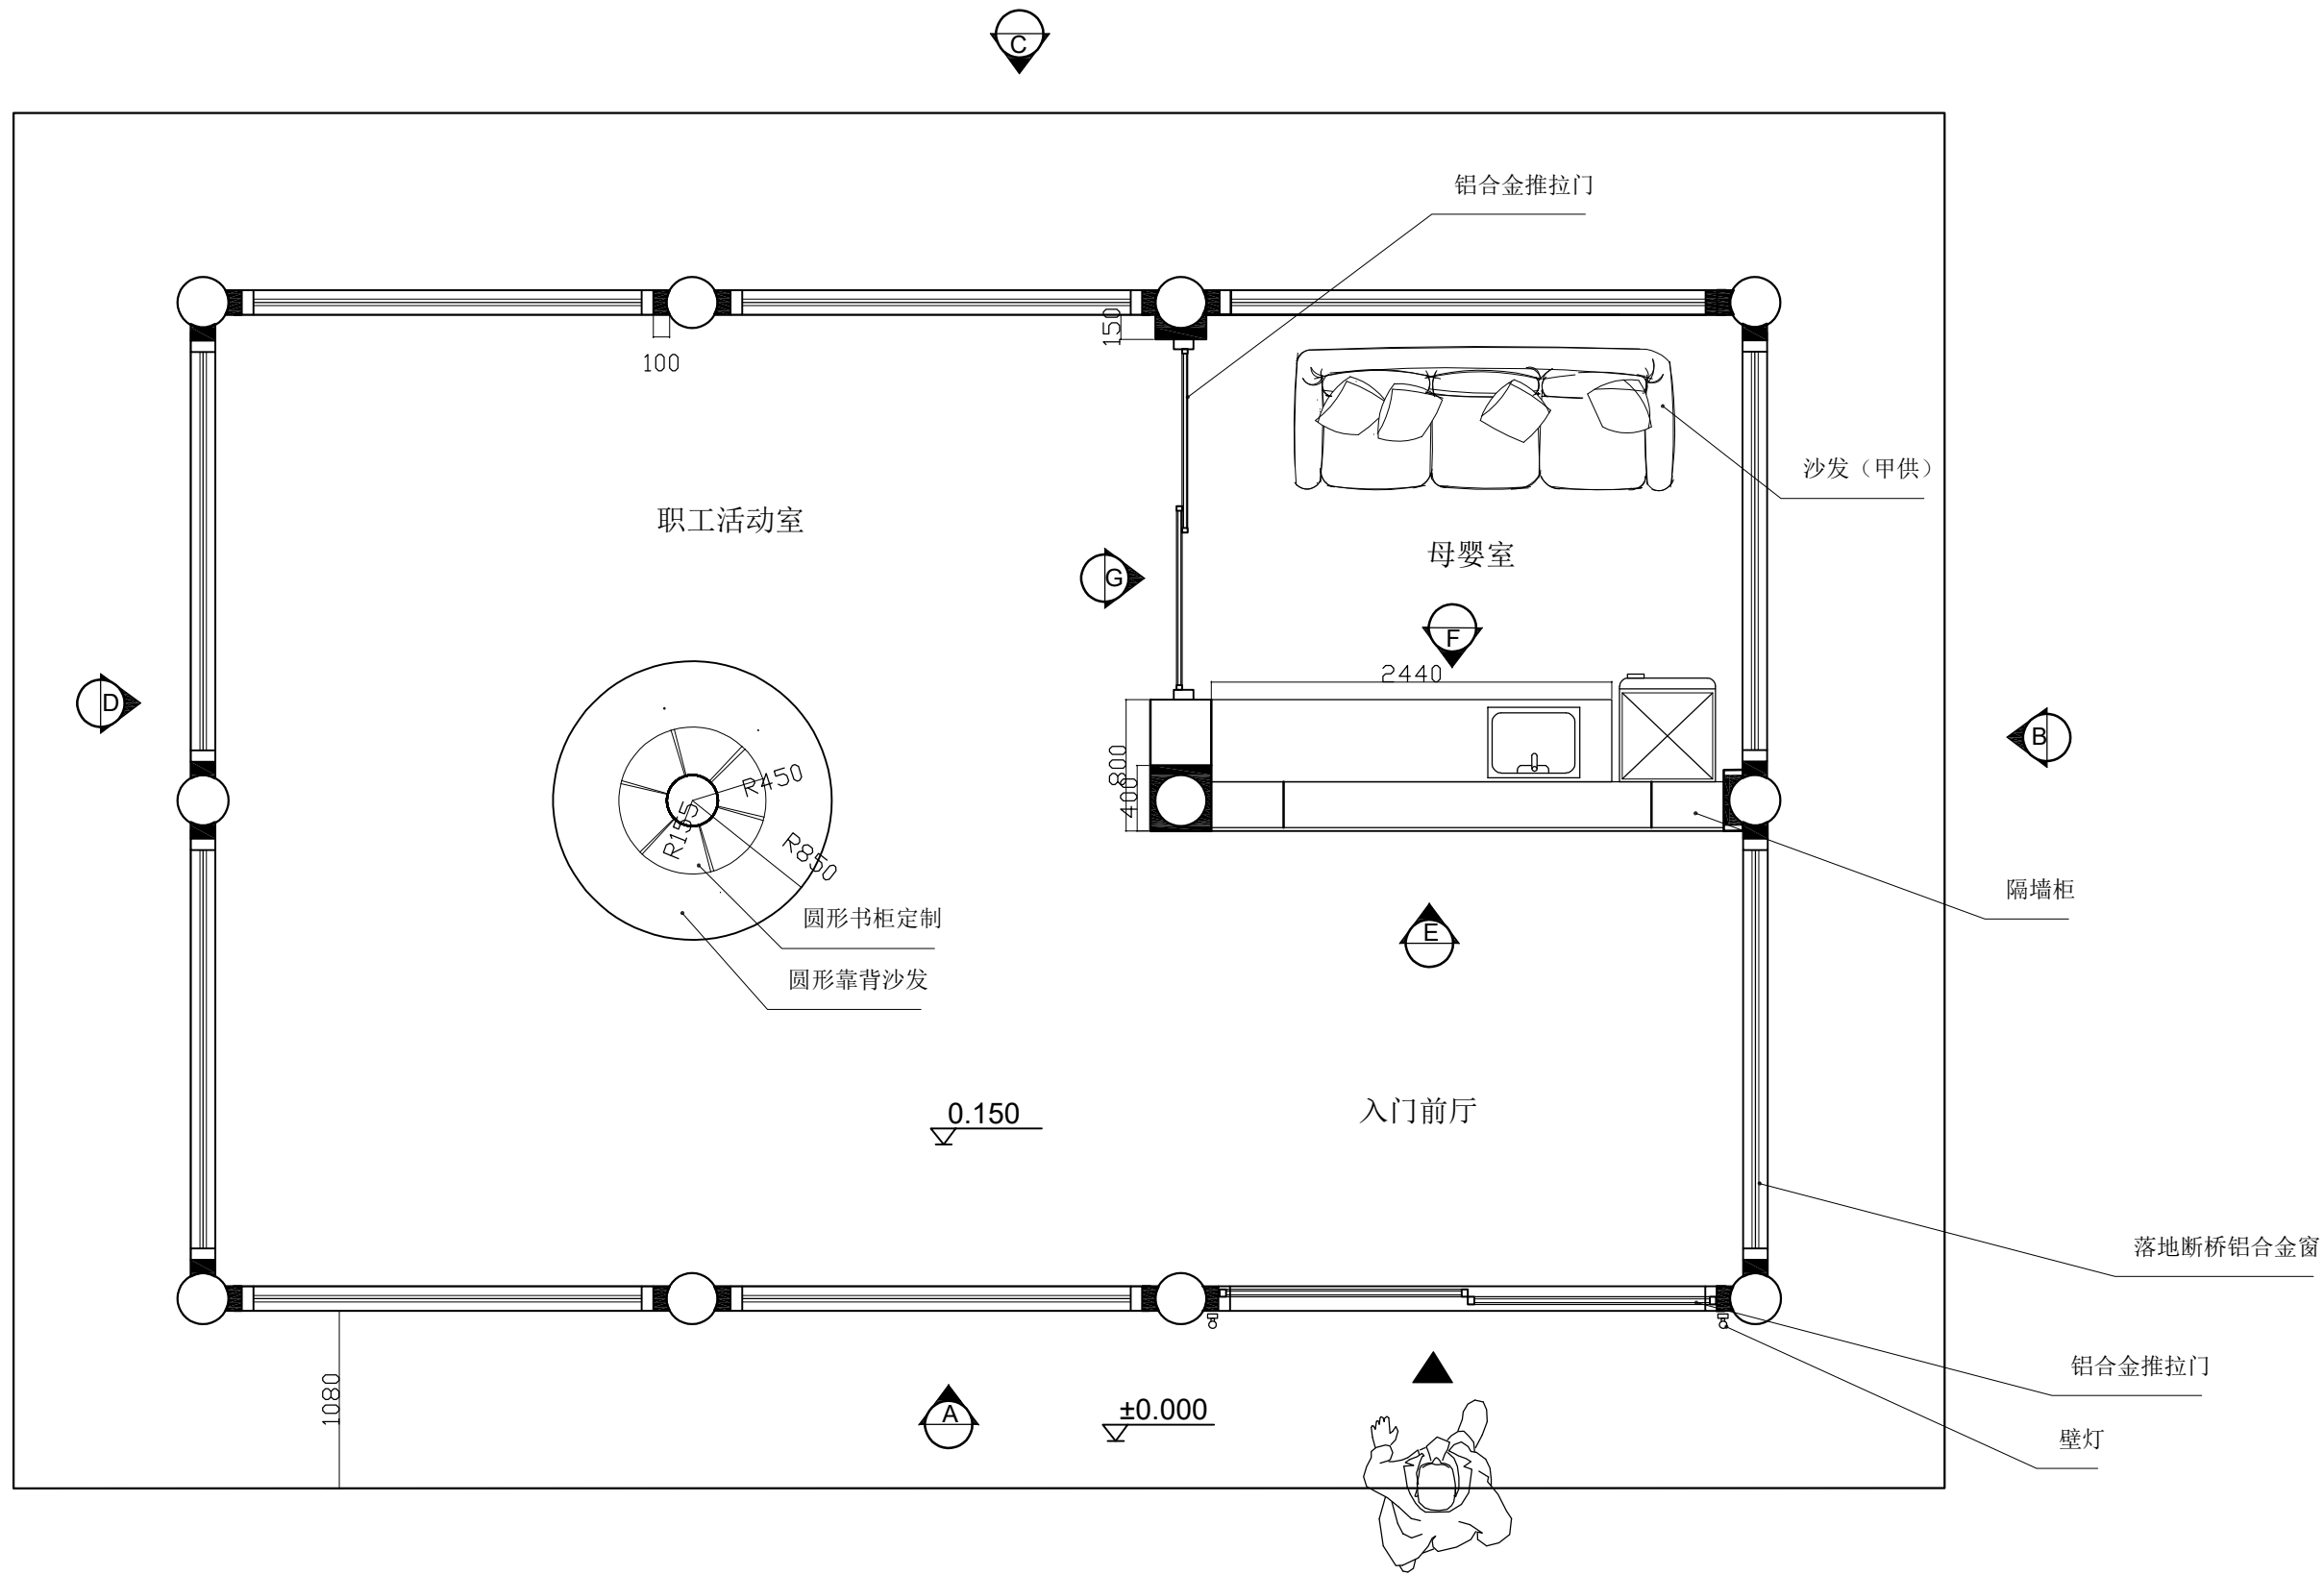 C
铝合金推拉门
150
100
沙发（甲供）
职工活动室
母婴室
G
F
2440
D
B
800
400
R450
R155
R850
隔墙柜
圆形书柜定制
E
圆形靠背沙发
0.150
入门前厅
落地断桥铝合金窗
铝合金推拉门
1080
A
±0.000
壁灯